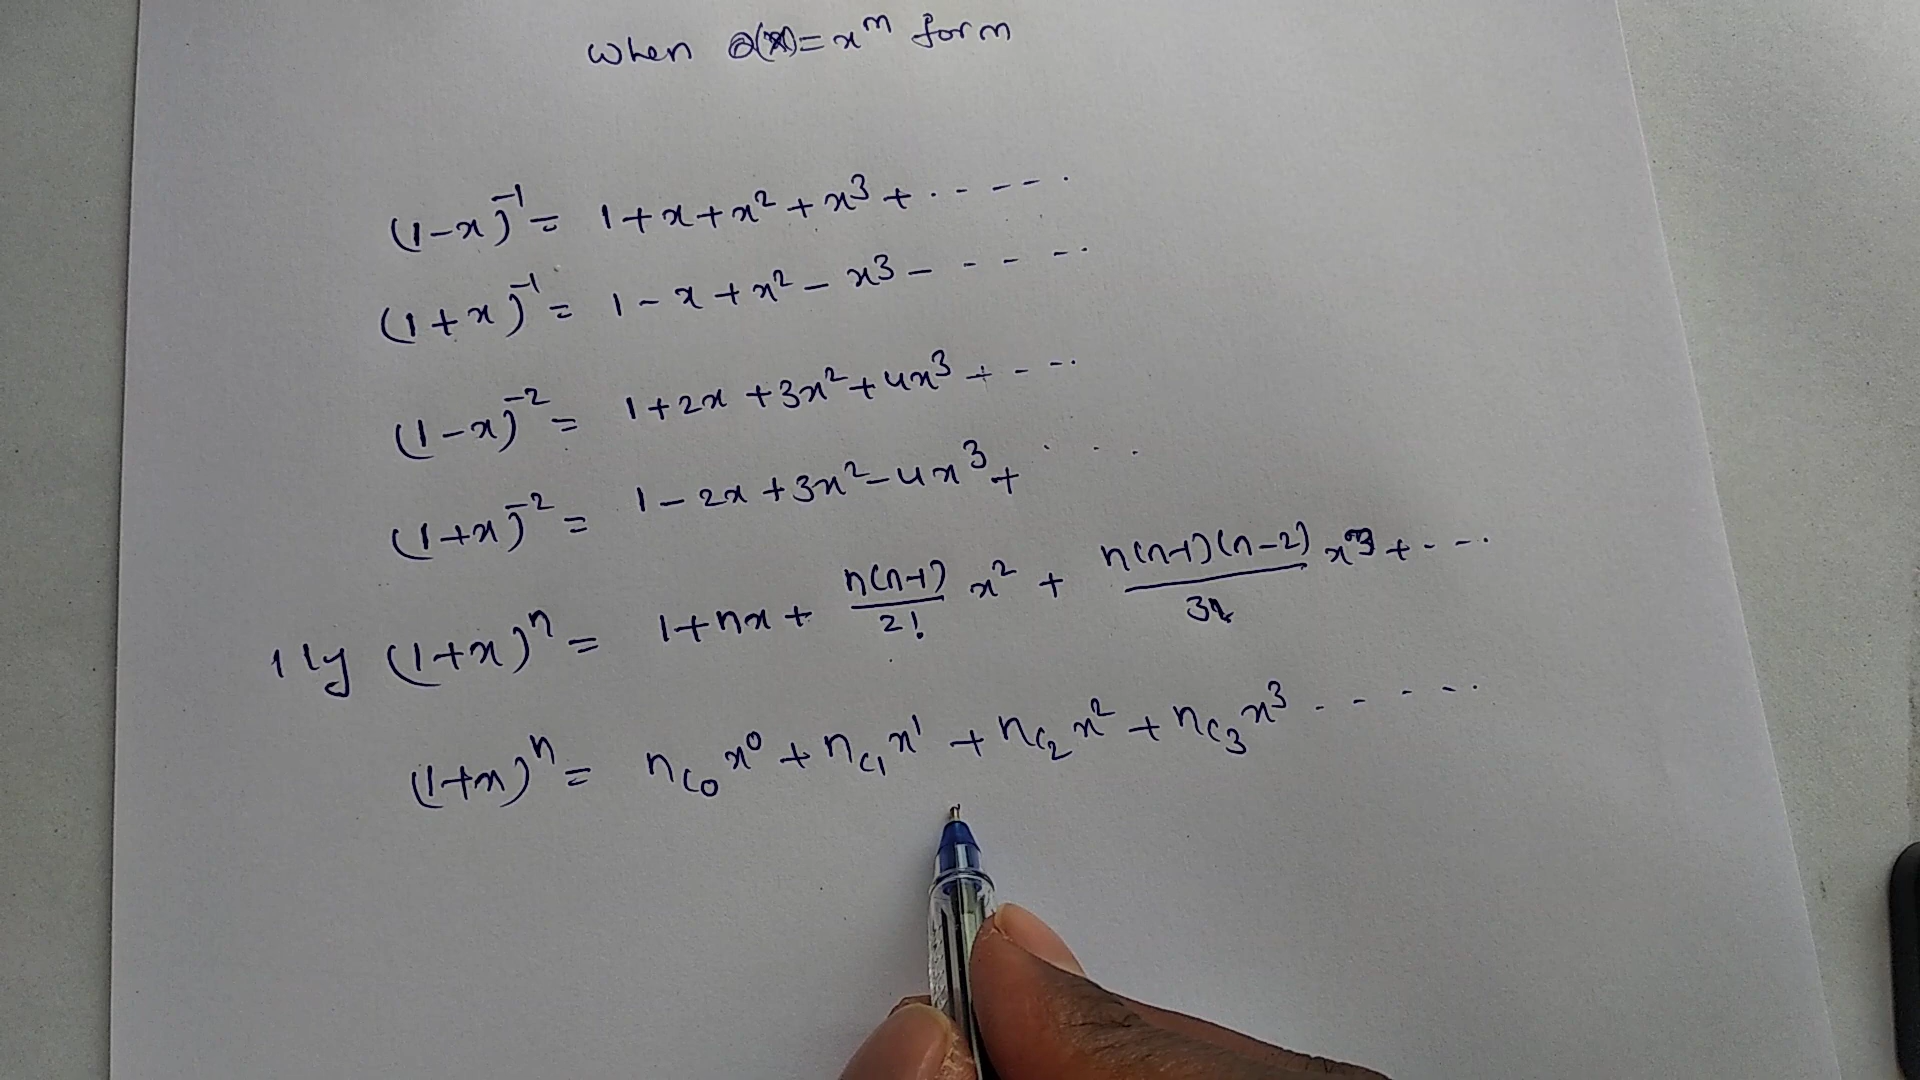 When Q(x)=x^m form
(1-x)^-1 = 1+x+x^2+x^3+.----.
(1+x)^-1 = 1-x+x^2-x^3-----..
(1-x)^-2 = 1+2x+3x^2+4x^3+---..
(1+x)^-2 = 1-2x+3x^2-4x^3+...
llly (1+x)^n = 1+nx+ n(n-1)/2! x^2 + n(n-1)(n-2)/3! x^3+----.
(1+x)^n = nC0 x^0 + nC1 x^1 + nC2 x^2 + nC3 x^3 -----.